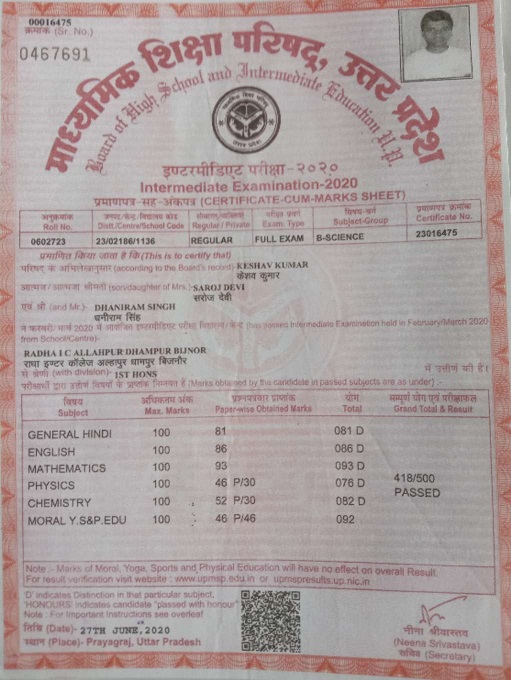 00016475
क्रमांक (Sr. No.)
0467691
माध्यमिक शिक्षा परिषद्, उत्तर प्रदेश
Board of High School and Intermediate Education U.P.
इण्टरमीडिएट परीक्षा-२०२०
Intermediate Examination-2020
प्रमाणपत्र-सह-अंकपत्र (CERTIFICATE-CUM-MARKS SHEET)
अनुक्रमांक जनपद/केन्द्र/विद्यालय कोड संस्थागत/व्यक्तिगत परीक्षा प्रकार विषय-वर्ग प्रमाणपत्र क्रमांक
Roll No. Distt./Centre/School Code Regular / Private Exam. Type Subject-Group Certificate No.
0602723 23/02186/1136 REGULAR FULL EXAM B-SCIENCE 23016475
प्रमाणित किया जाता है कि(This is to certify that)
परिषद् के अभिलेखानुसार (according to the Board's record) KESHAV KUMAR
केशव कुमार
आत्मज / आत्मजा श्रीमती (son/daughter of Mrs.) SAROJ DEVI
सरोज देवी
एवं श्री (and Mr.) DHANIRAM SINGH
धनीराम सिंह
ने फरवरी/मार्च 2020 में आयोजित इण्टरमीडिएट परीक्षा विद्यालय/केन्द्र (has passed Intermediate Examination held in February/March 2020
from School/Centre)-
RADHA I C ALLAHPUR DHAMPUR BIJNOR
राधा इण्टर कॉलेज अल्हापुर धामपुर बिजनौर
में उत्तीर्ण की है।
में श्रेणी (with division)- 1ST HONS
परीक्षार्थी द्वारा उत्तीर्ण विषयों के प्राप्तांक निम्नवत हैं (Marks obtained by the candidate in passed subjects are as under) :-
विषय अधिकतम अंक प्रश्नपत्रवार प्राप्तांक योग सम्पूर्ण योग एवं परीक्षाफल
Subject Max. Marks Paper-wise Obtained Marks Total Grand Total & Result
GENERAL HINDI 100 81 081 D
ENGLISH 100 86 086 D
MATHEMATICS 100 93 093 D
PHYSICS 100 46 P/30 076 D 418/500
PASSED
CHEMISTRY 100 52 P/30 082 D
MORAL Y.S&P.EDU 100 46 P/46 092
Note :- Marks of Moral, Yoga, Sports and Physical Education will have no effect on overall Result.
For result verification visit website : www.upmsp.edu.in or upmspresults.up.nic.in
'D' indicates Distinction in that particular subject,
'HONOURS' indicates candidate "passed with honour"
Note : For Important Instructions see overleaf
तिथि (Date)- 27TH JUNE, 2020
स्थान (Place)- Prayagraj, Uttar Pradesh
नीना श्रीवास्तव
(Neena Srivastava)
सचिव (Secretary)